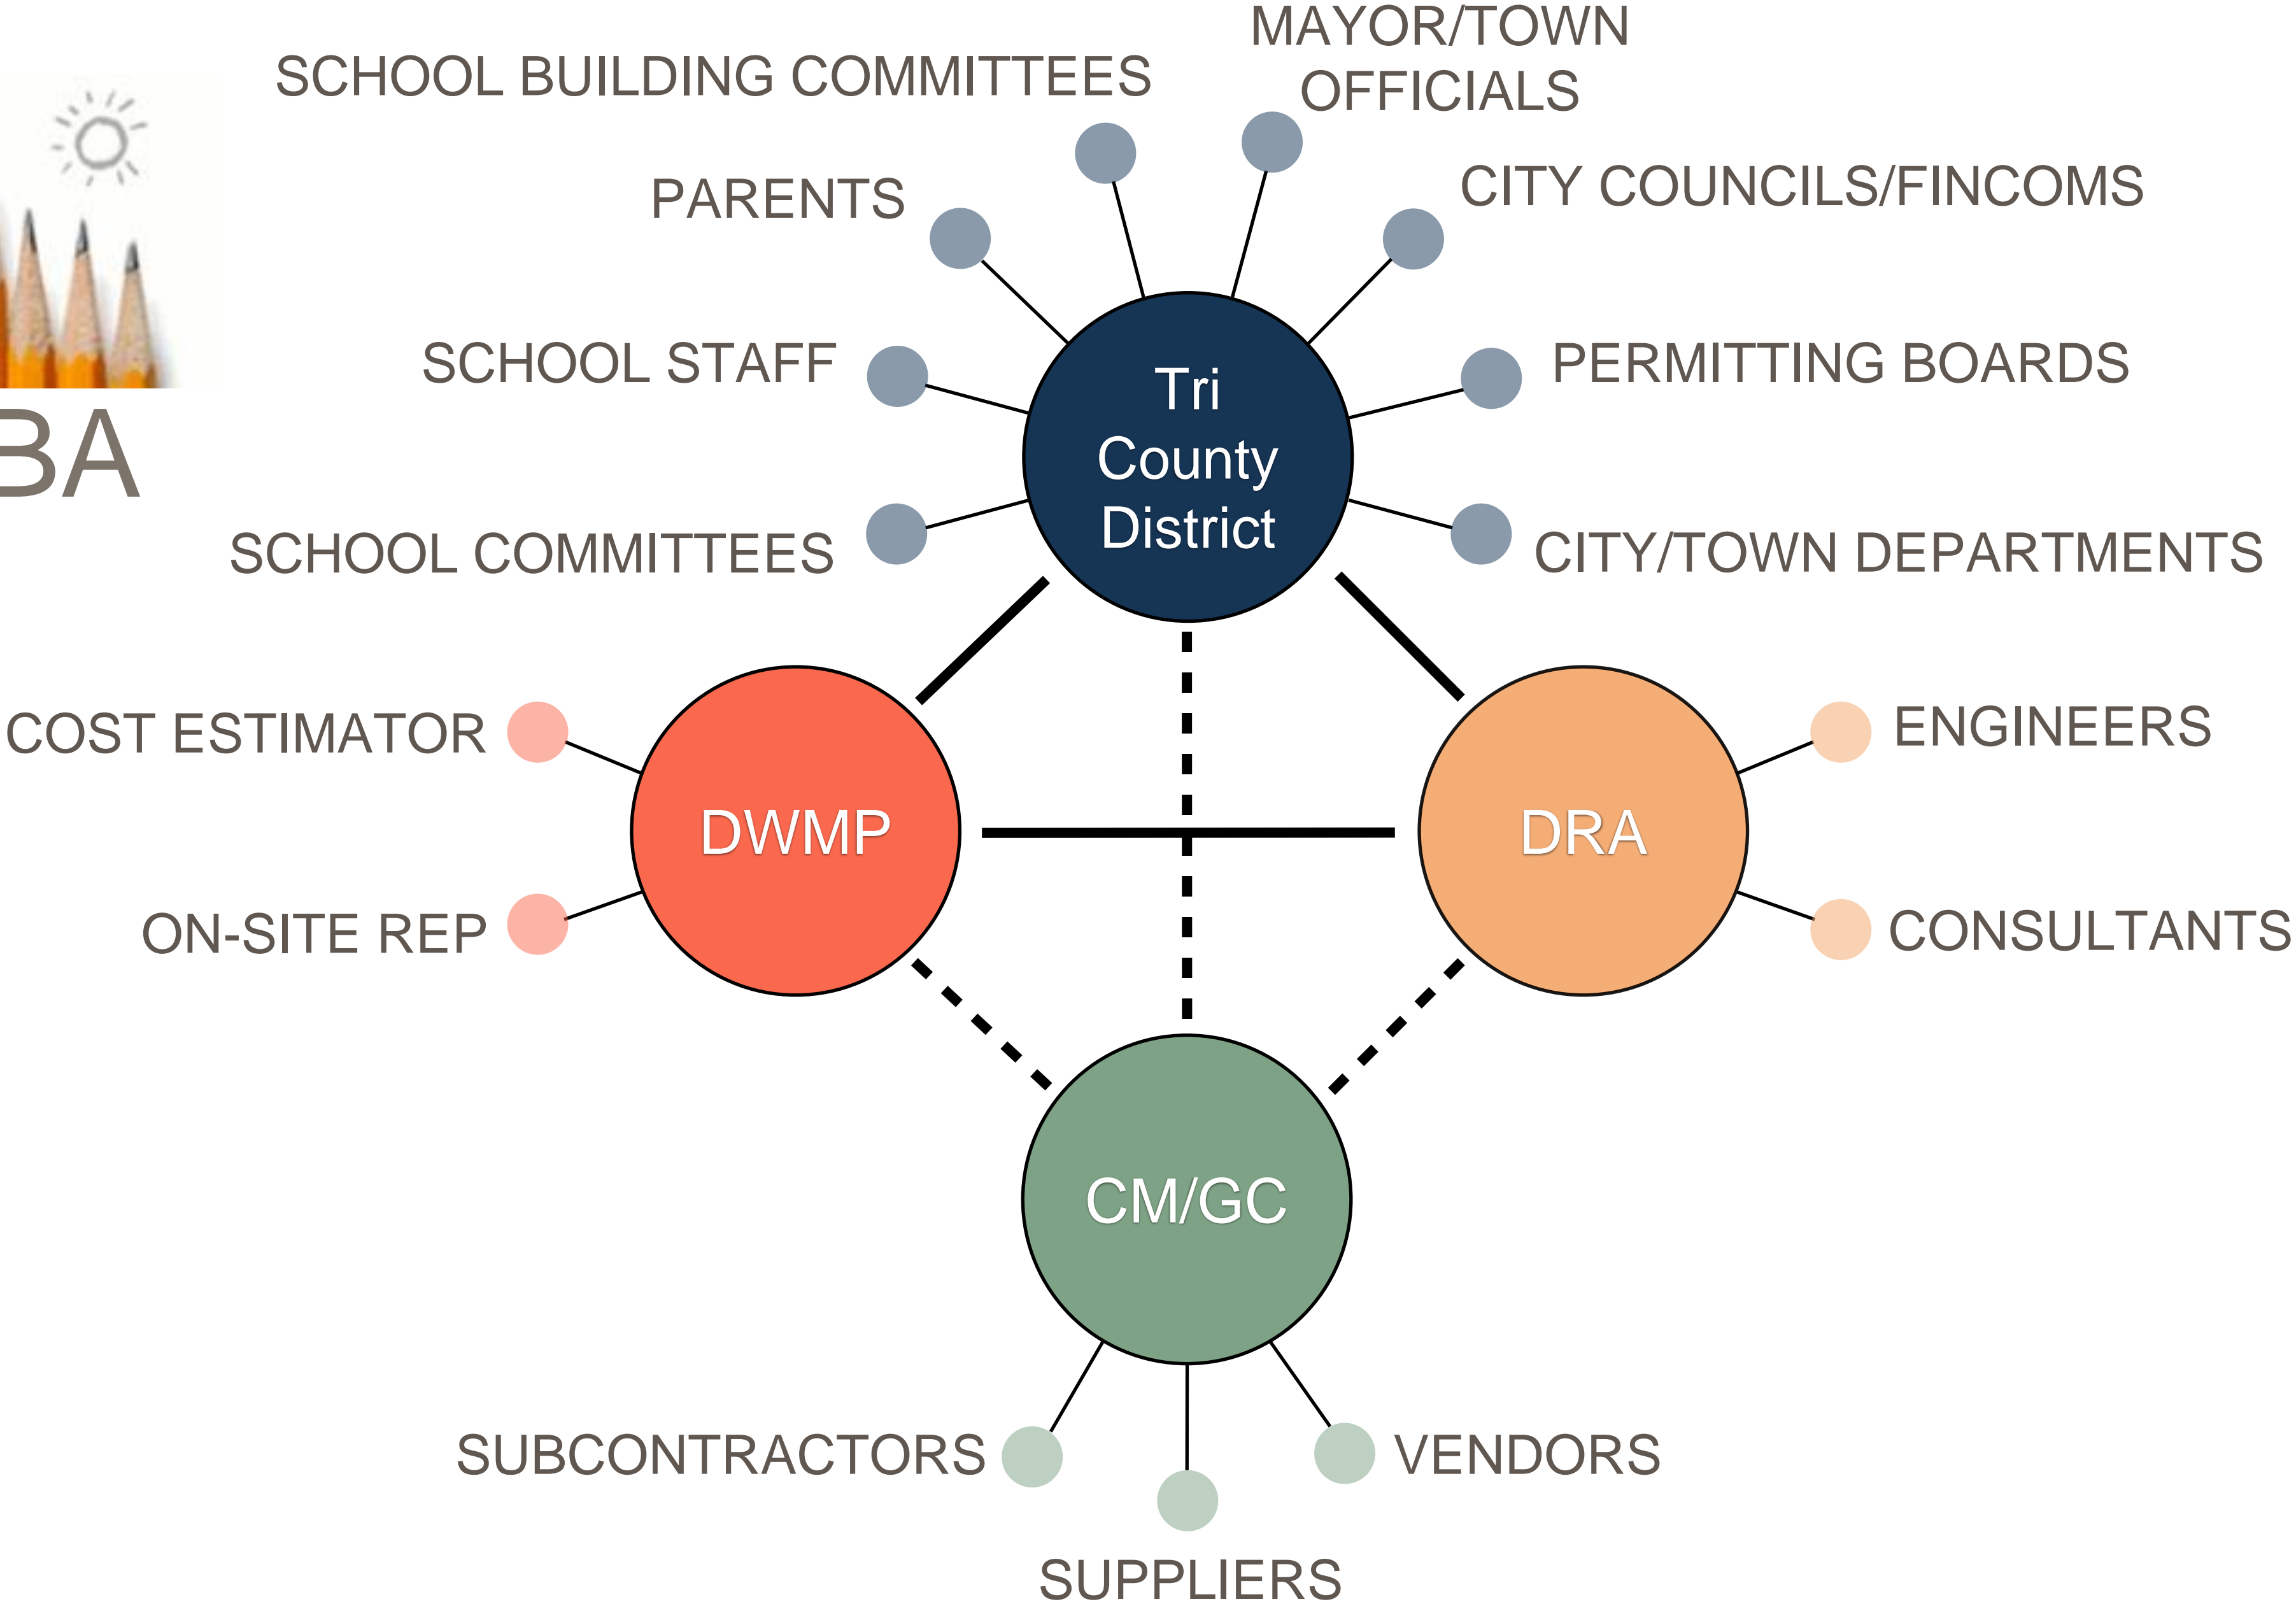 MAYOR/TOWN
OFFICIALS
SCHOOL BUILDING COMMITTEES
PARENTS
CITY COUNCILS/FINCOMS
SCHOOL STAFF
PERMITTING BOARDS
Tri
County
District
BA
SCHOOL COMMITTEES
CITY/TOWN DEPARTMENTS
COST ESTIMATOR
ENGINEERS
DWMP
DRA
ON-SITE REP
CONSULTANTS
CM/GC
SUBCONTRACTORS
VENDORS
SUPPLIERS